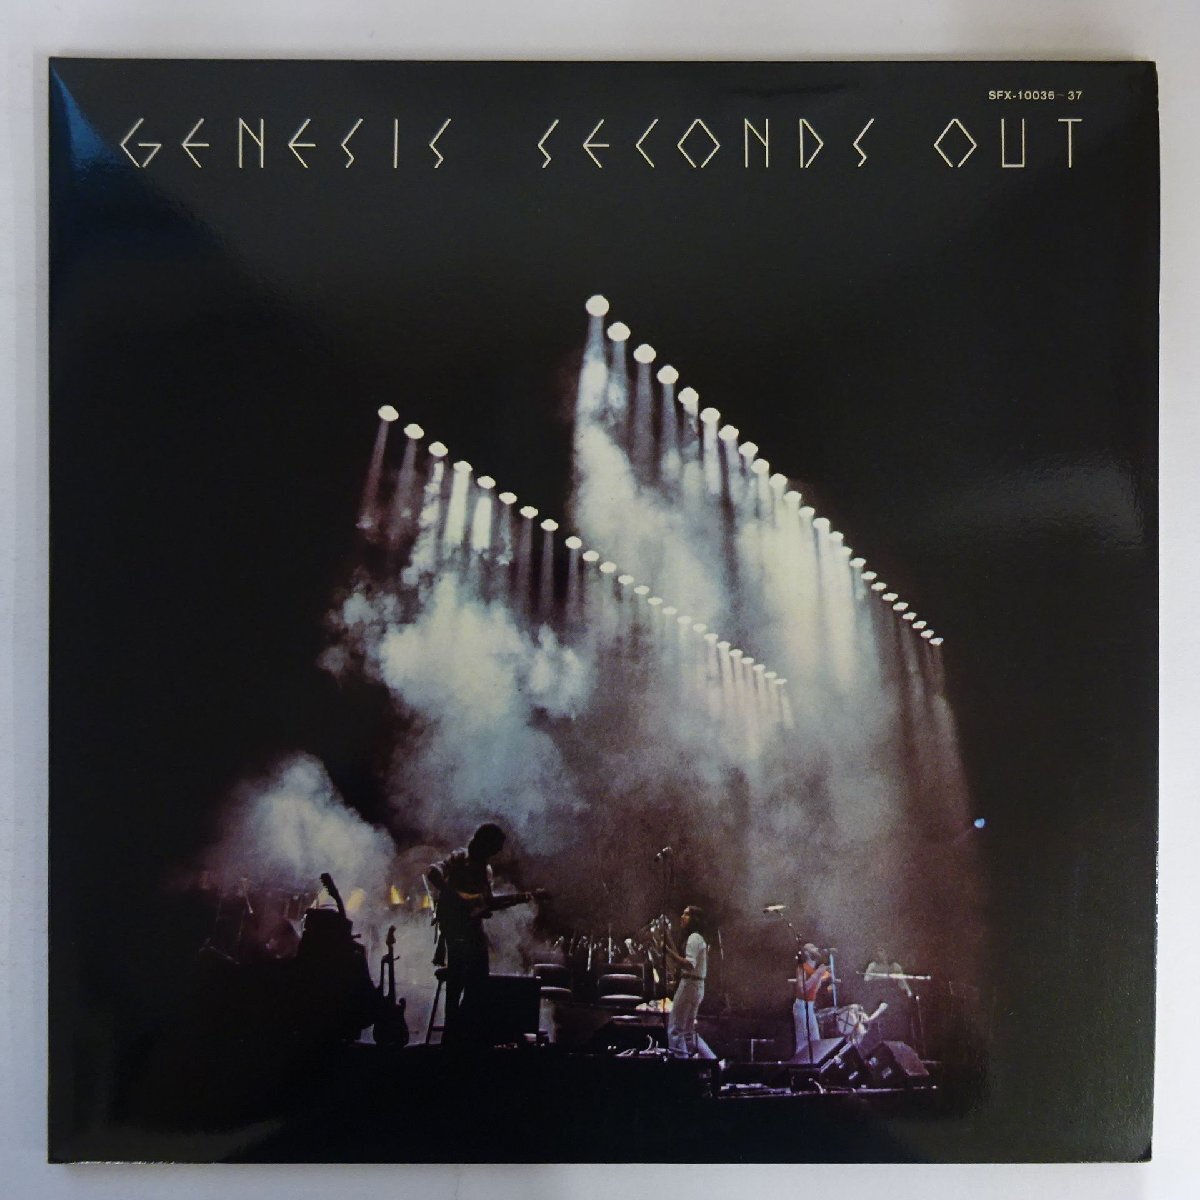 SFX-10036~37
GENESIS SECONDS OUT